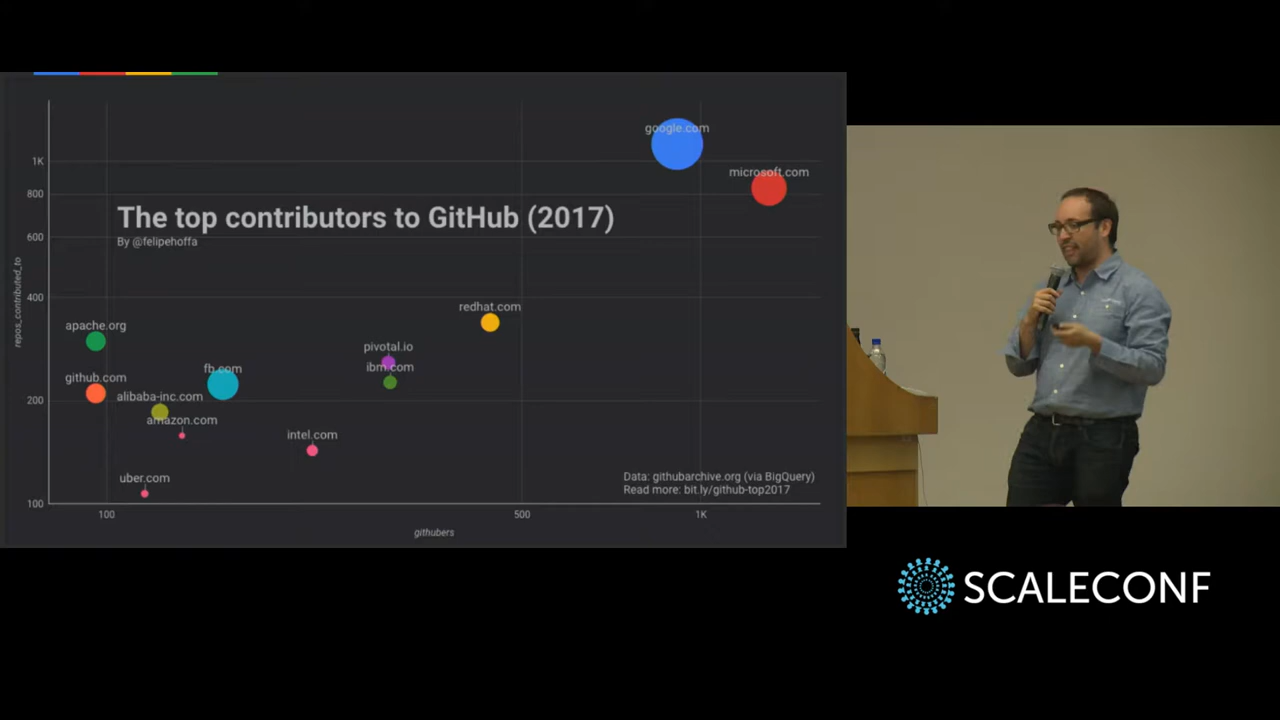 google.com
1K
microsoft.com
800
The top contributors to GitHub (2017)
600
By @felipehoffa
repos_contributed_to
400
redhat.com
apache.org
pivotal.io
ibm.com
fb.com
github.com
alibaba-inc.com
200
amazon.com
intel.com
uber.com
Data: githubarchive.org (via BigQuery)
Read more: bit.ly/github-top2017
100
100
500
1K
githubers
SCALECONF